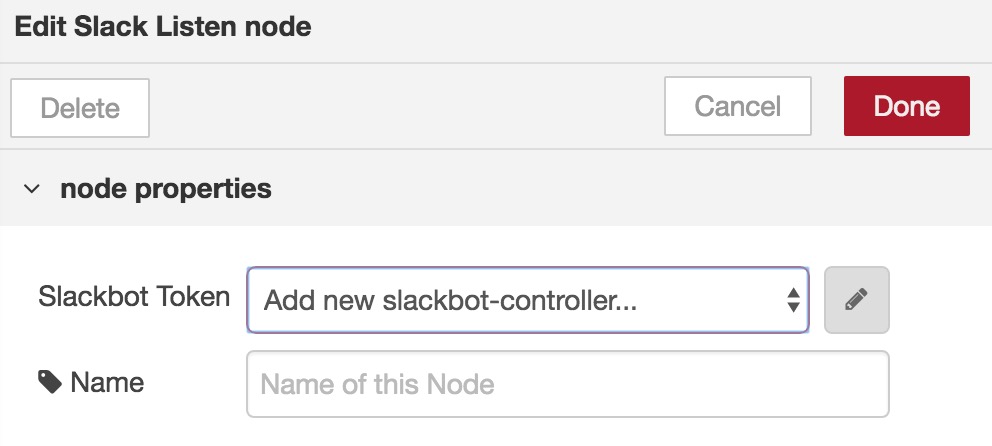 Edit Slack Listen node
Delete
Cancel
Done
node properties
Slackbot Token
Add new slackbot-controller...
Name
Name of this Node